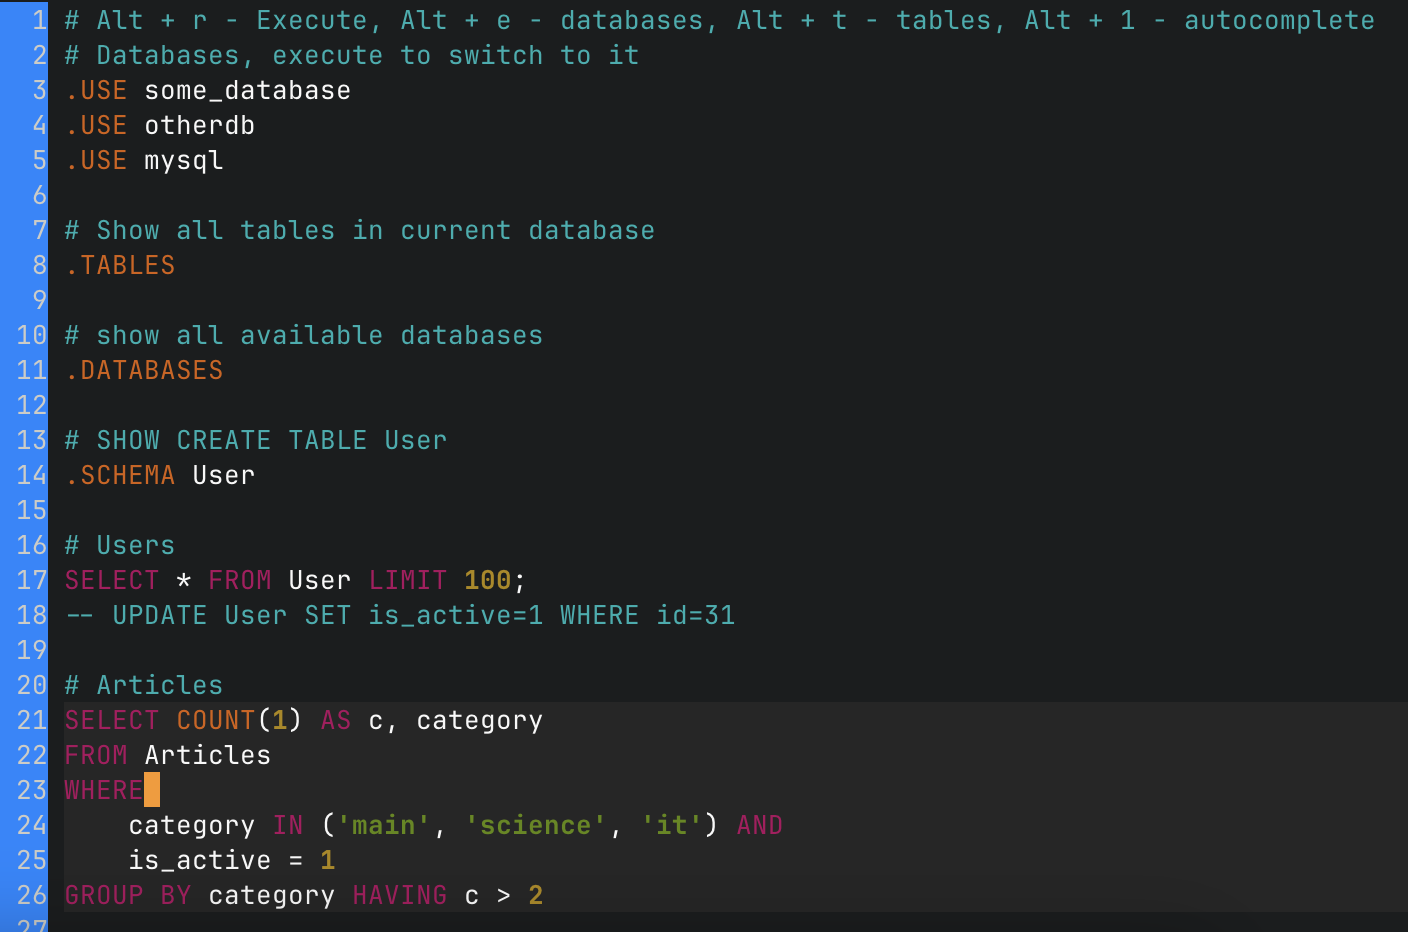 1 # Alt + r - Execute, Alt + e - databases, Alt + t - tables, Alt + 1 - autocomplete
2 # Databases, execute to switch to it
3 .USE some_database
4 .USE otherdb
5 .USE mysql
6
7 # Show all tables in current database
8 .TABLES
9
10 # show all available databases
11 .DATABASES
12
13 # SHOW CREATE TABLE User
14 .SCHEMA User
15
16 # Users
17 SELECT * FROM User LIMIT 100;
18 -- UPDATE User SET is_active=1 WHERE id=31
19
20 # Articles
21 SELECT COUNT(1) AS c, category
22 FROM Articles
23 WHERE
24     category IN ('main', 'science', 'it') AND
25     is_active = 1
26 GROUP BY category HAVING c > 2
27